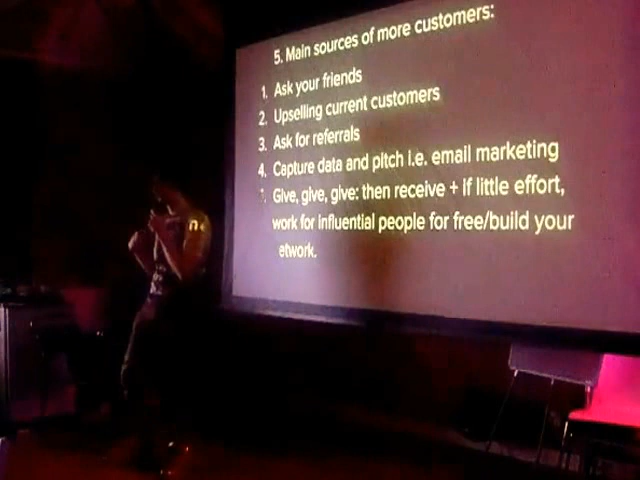 5. Main sources of more customers:
1. Ask your friends
2. Upselling current customers
3. Ask for referrals
4. Capture data and pitch i.e. email marketing
Give, give, give: then receive + if little effort,
work for influential people for free/build your
etwork.